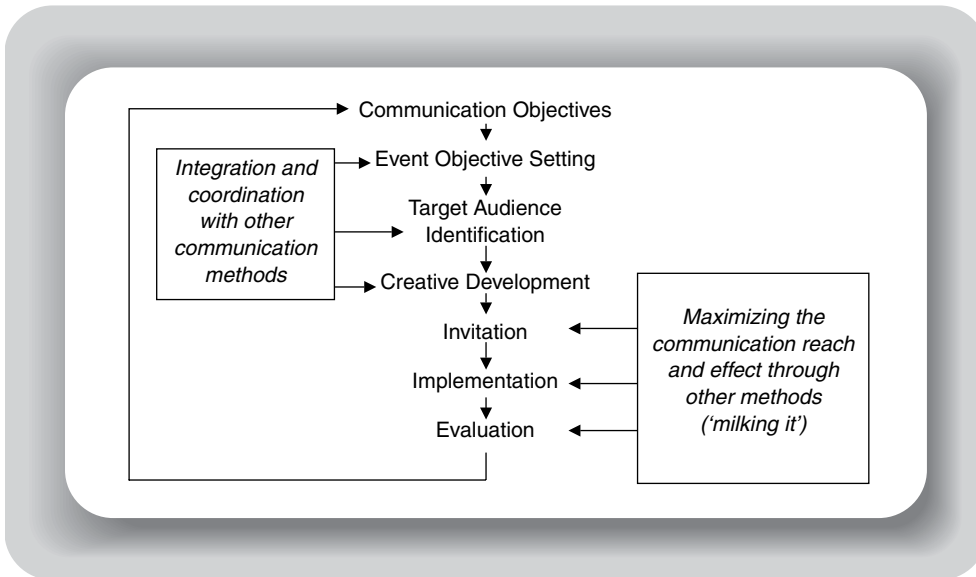 Communication Objectives
Event Objective Setting
Target Audience
Identification
Creative Development
Invitation
Implementation
Evaluation
Integration and
coordination
with other
communication
methods
Maximizing the
communication reach
and effect through
other methods
(‘milking it’)